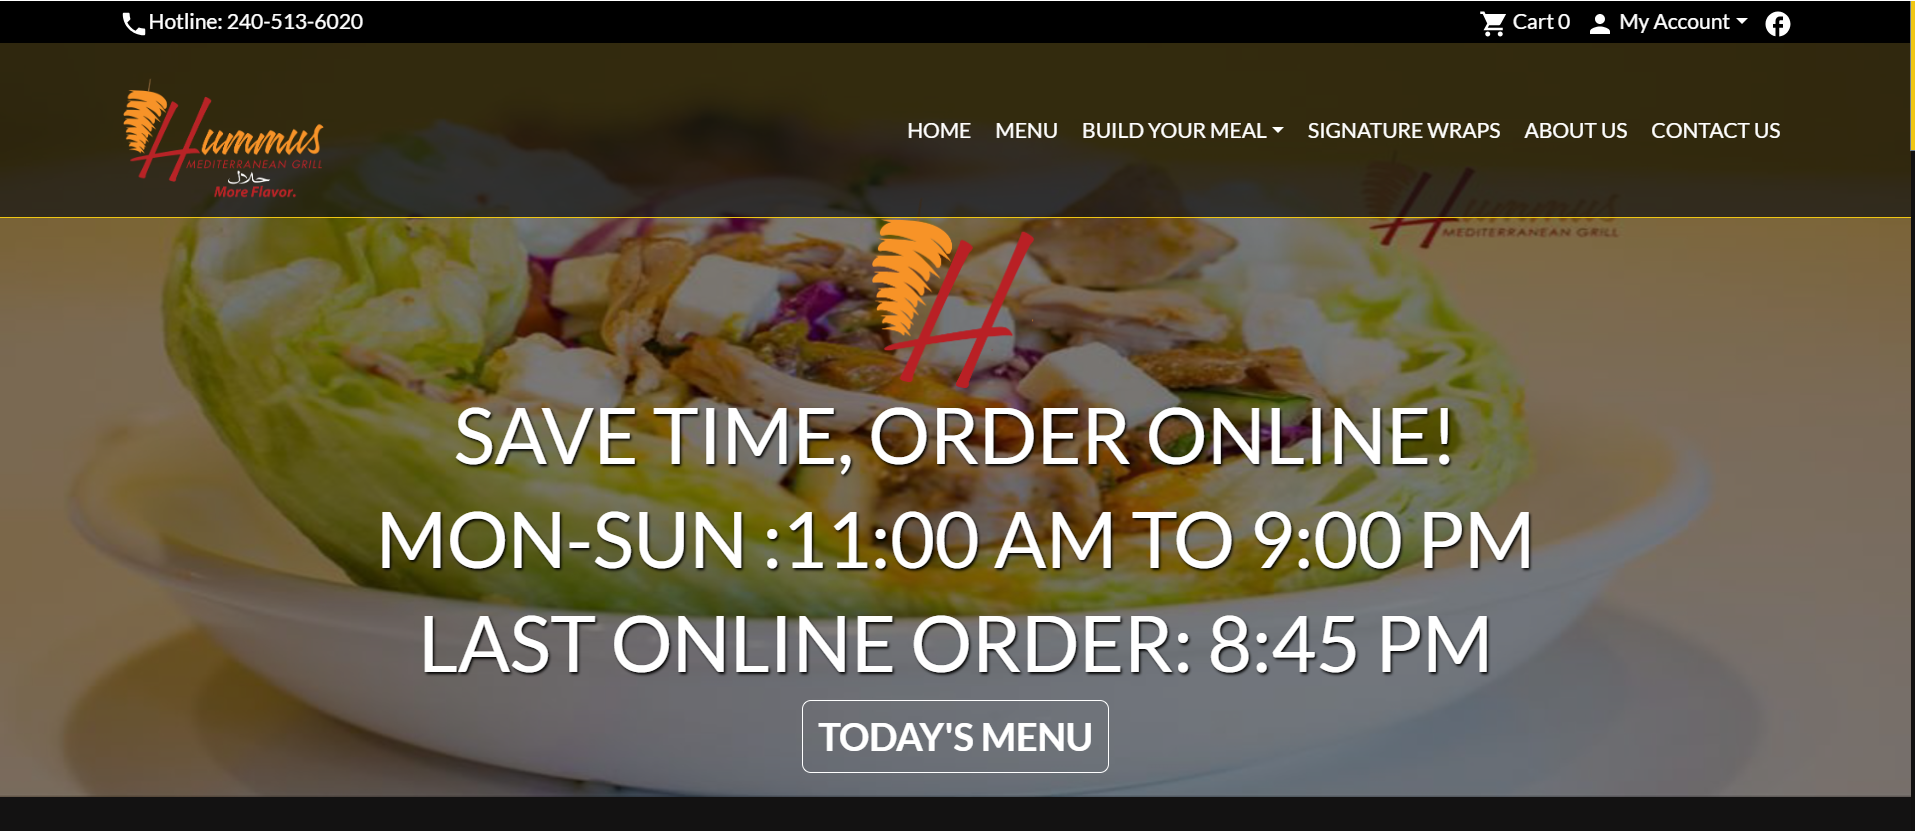 Hotline: 240-513-6020
Cart 0
My Account
Hummus
MEDITERRANEAN GRILL
حلال
More Flavor.
HOME
MENU
BUILD YOUR MEAL
SIGNATURE WRAPS
ABOUT US
CONTACT US
Hummus
MEDITERRANEAN GRILL
H
SAVE TIME, ORDER ONLINE!
MON-SUN :11:00 AM TO 9:00 PM
LAST ONLINE ORDER: 8:45 PM
TODAY'S MENU